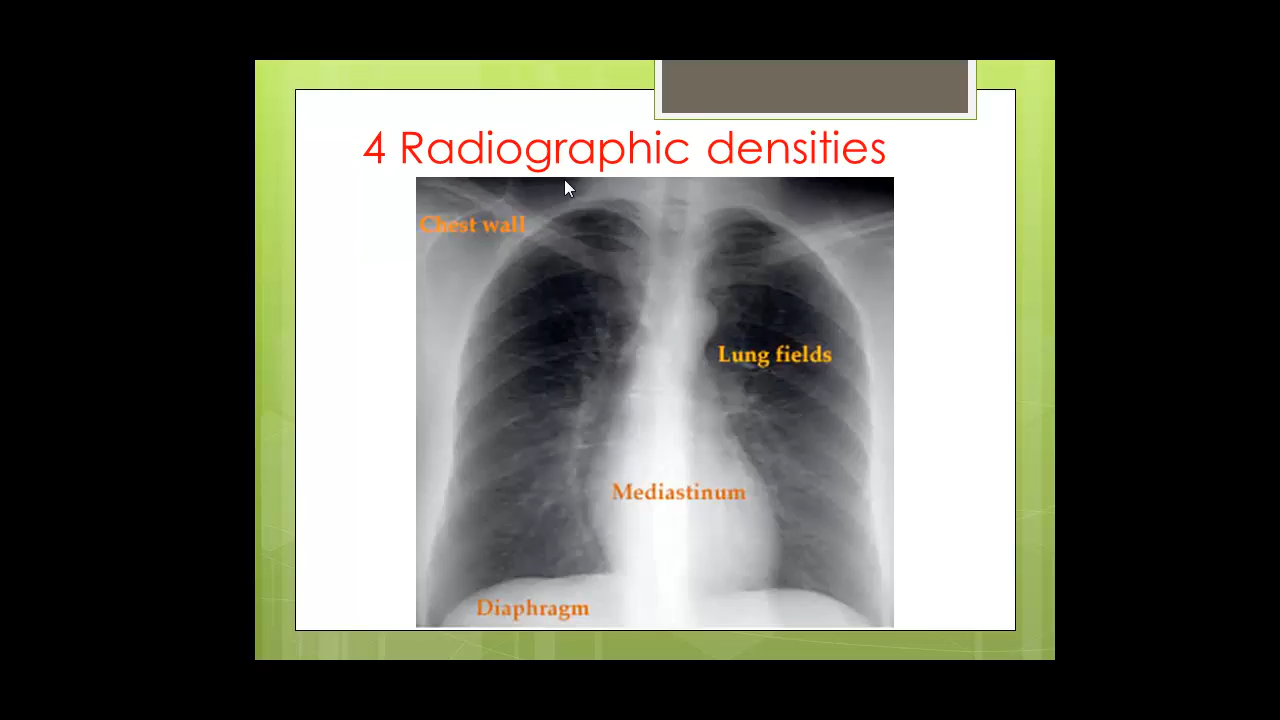 4 Radiographic densities
Chest wall
Lung fields
Mediastinum
Diaphragm